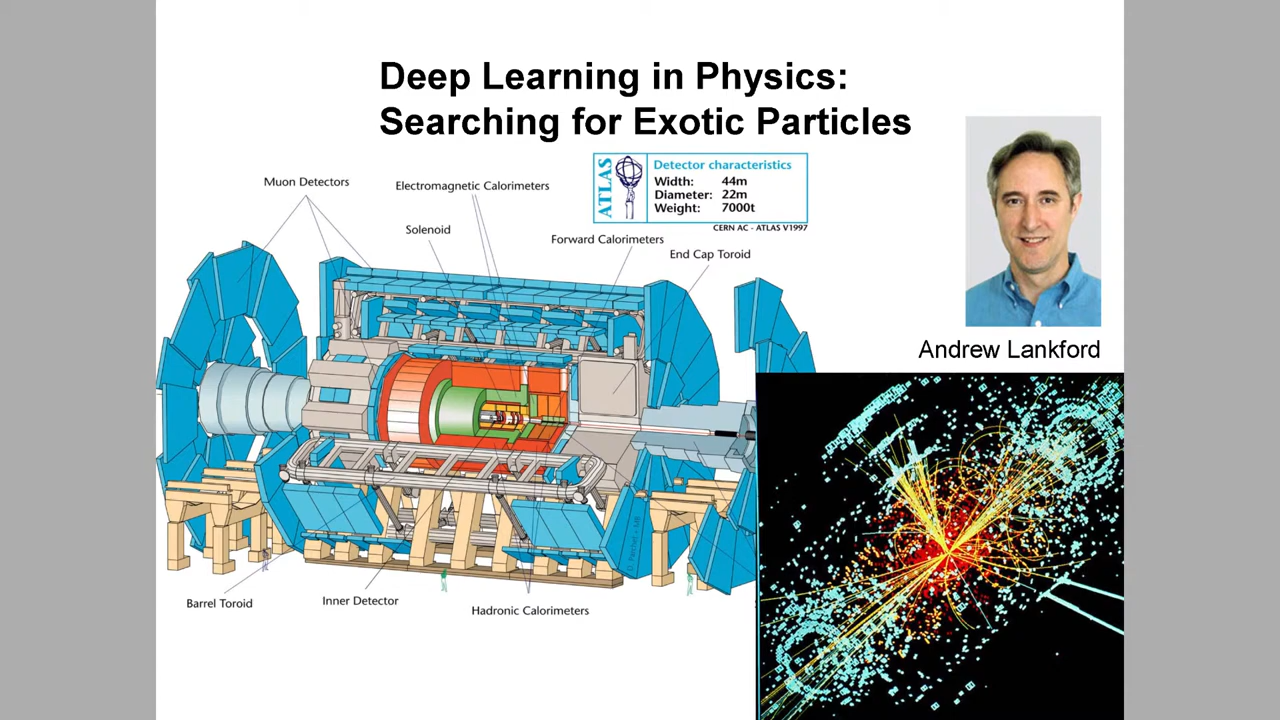 Deep Learning in Physics:
Searching for Exotic Particles
ATLAS
Detector characteristics
Width: 44m
Diameter: 22m
Weight: 7000t
CERN AC - ATLAS V1997
Muon Detectors
Electromagnetic Calorimeters
Solenoid
Forward Calorimeters
End Cap Toroid
Andrew Lankford
Barrel Toroid
Inner Detector
Hadronic Calorimeters